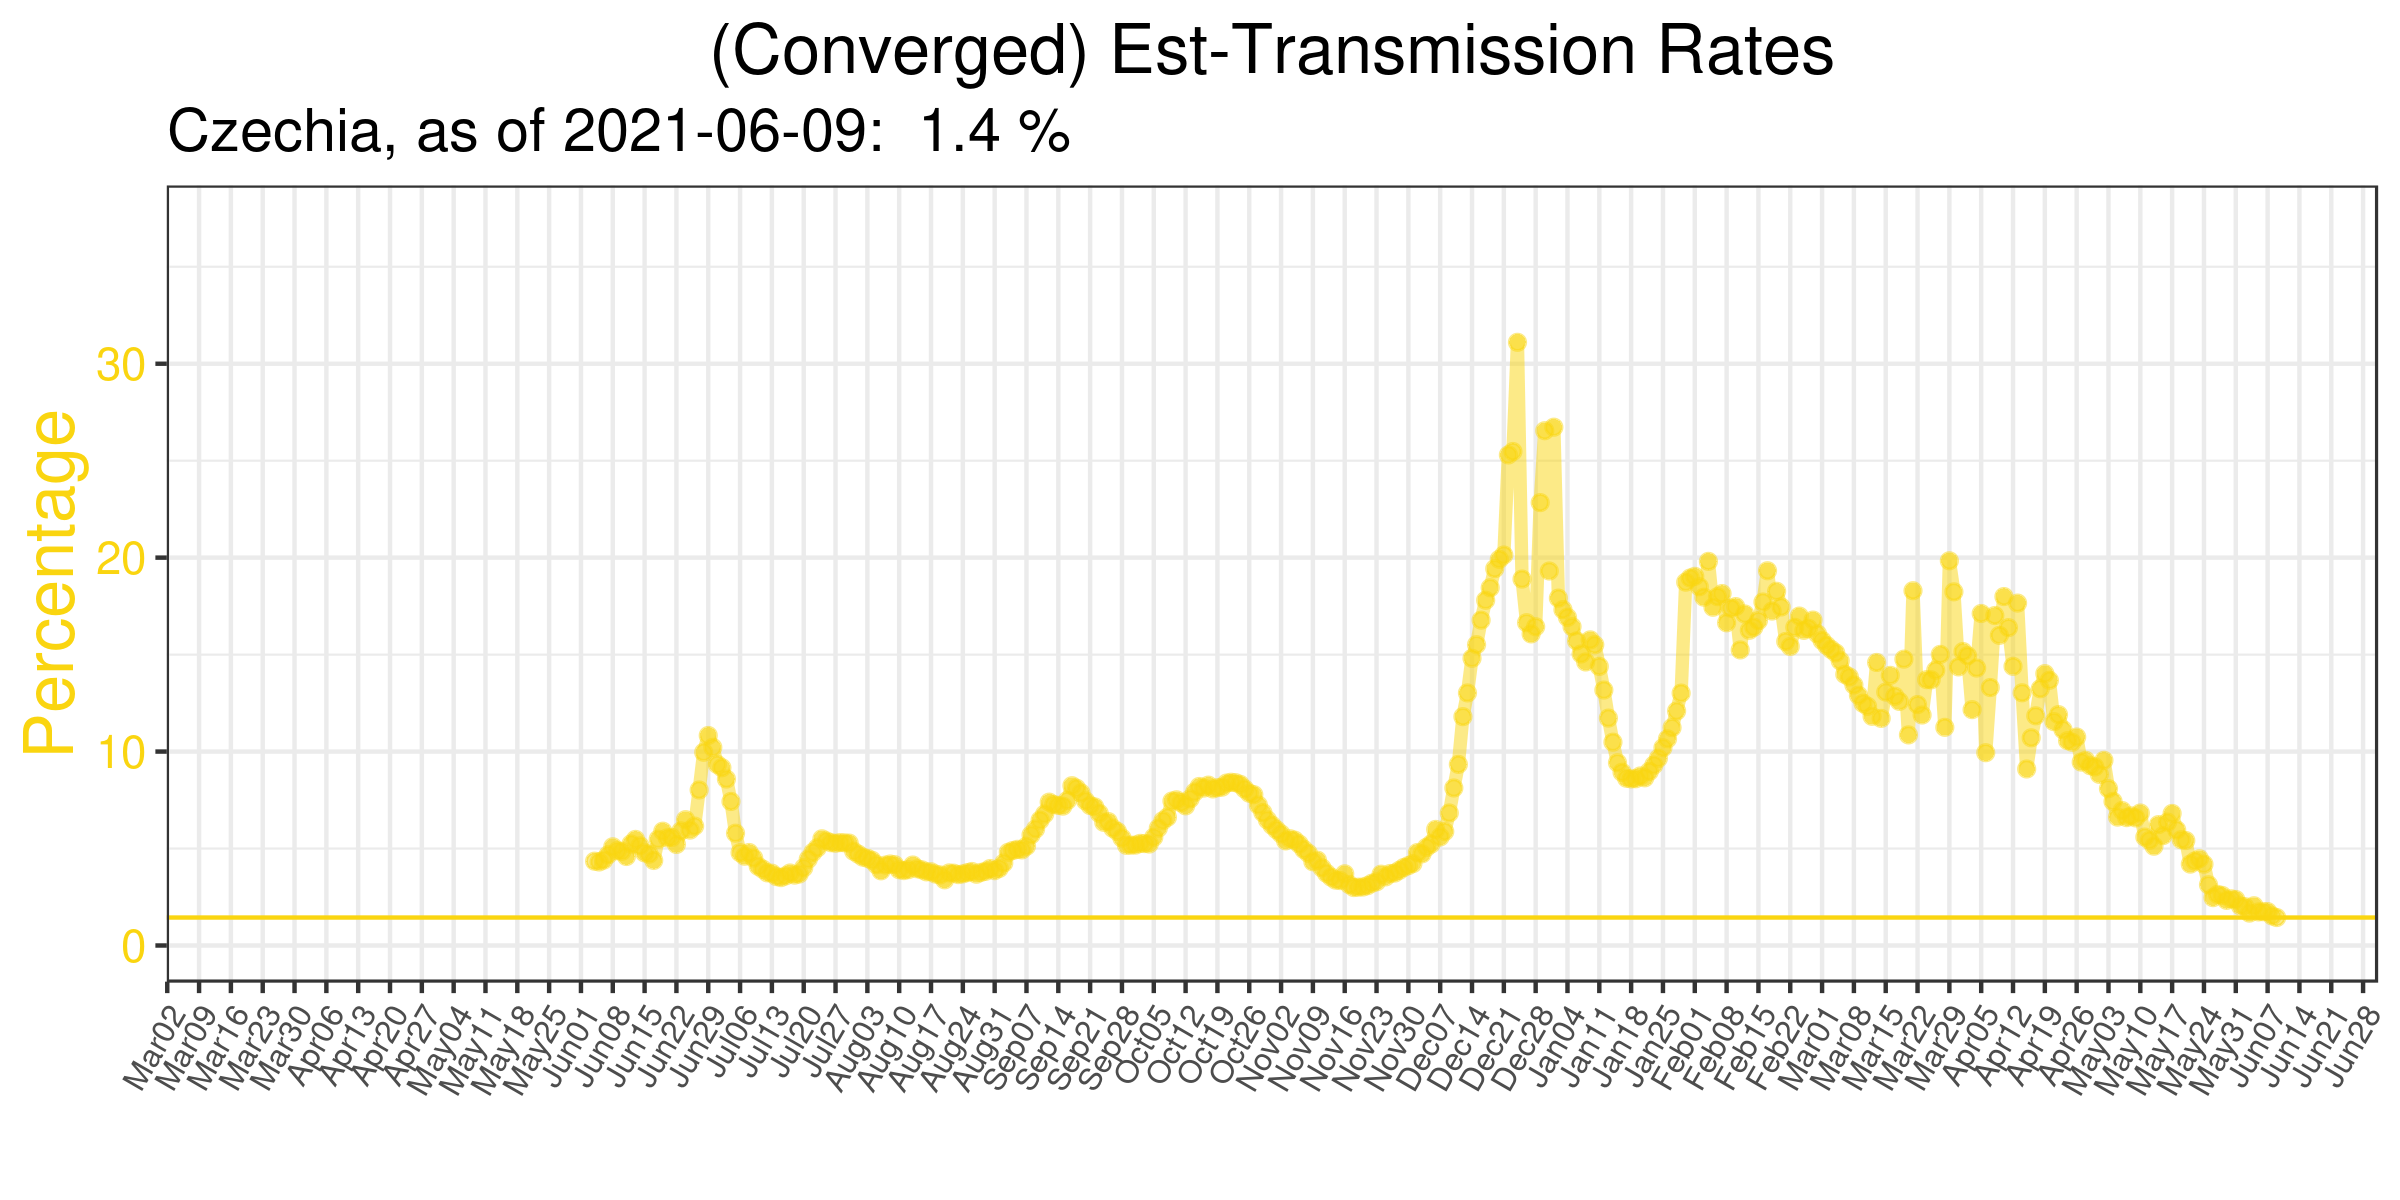 (Converged) Est-Transmission Rates
Czechia, as of 2021-06-09:  1.4 %
Percentage
30
20
10
0
Mar02
Mar09
Mar16
Mar23
Mar30
Apr06
Apr13
Apr20
Apr27
May04
May11
May18
May25
Jun01
Jun08
Jun15
Jun22
Jun29
Jul06
Jul13
Jul20
Jul27
Aug03
Aug10
Aug17
Aug24
Aug31
Sep07
Sep14
Sep21
Sep28
Oct05
Oct12
Oct19
Oct26
Nov02
Nov09
Nov16
Nov23
Nov30
Dec07
Dec14
Dec21
Dec28
Jan04
Jan11
Jan18
Jan25
Feb01
Feb08
Feb15
Feb22
Mar01
Mar08
Mar15
Mar22
Mar29
Apr05
Apr12
Apr19
Apr26
May03
May10
May17
May24
May31
Jun07
Jun14
Jun21
Jun28